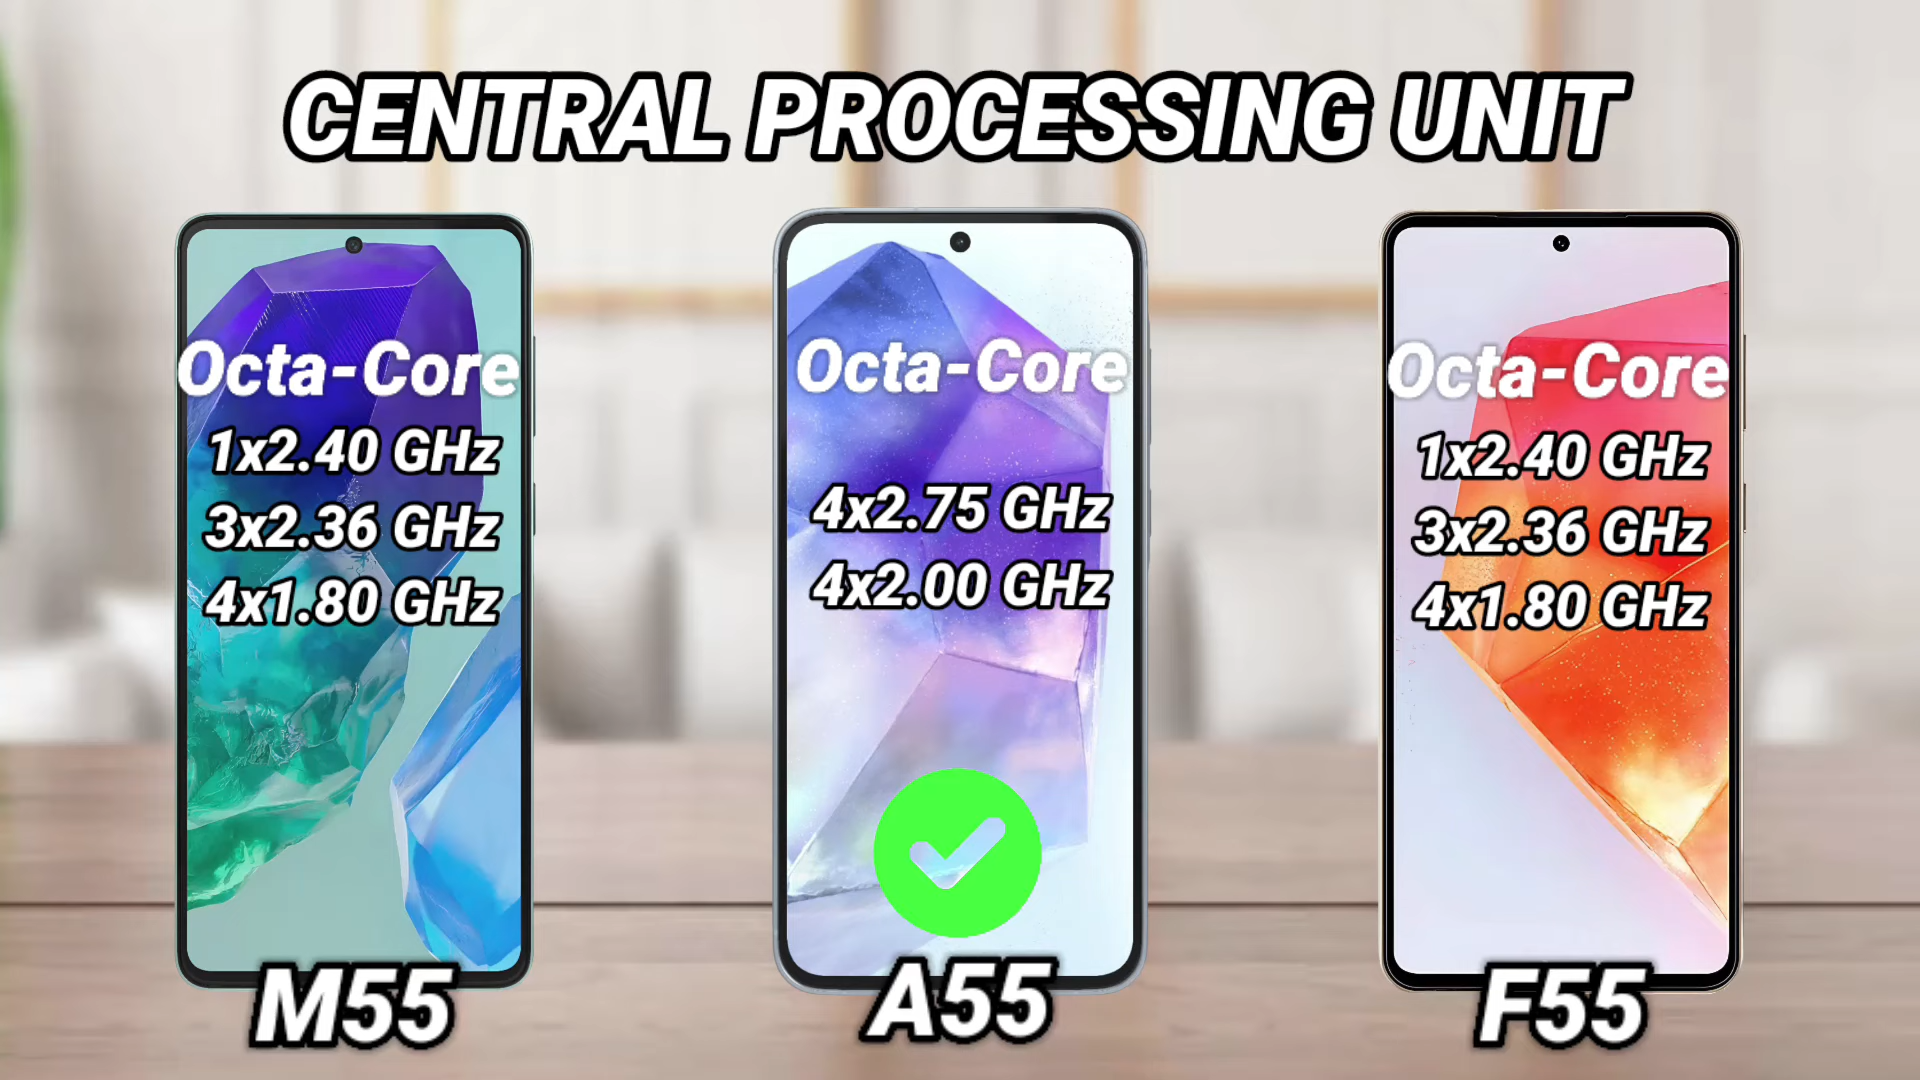 CENTRAL PROCESSING UNIT
Octa-Core
1x2.40 GHz
3x2.36 GHz
4x1.80 GHz
M55
Octa-Core
4x2.75 GHz
4x2.00 GHz
A55
Octa-Core
1x2.40 GHz
3x2.36 GHz
4x1.80 GHz
F55